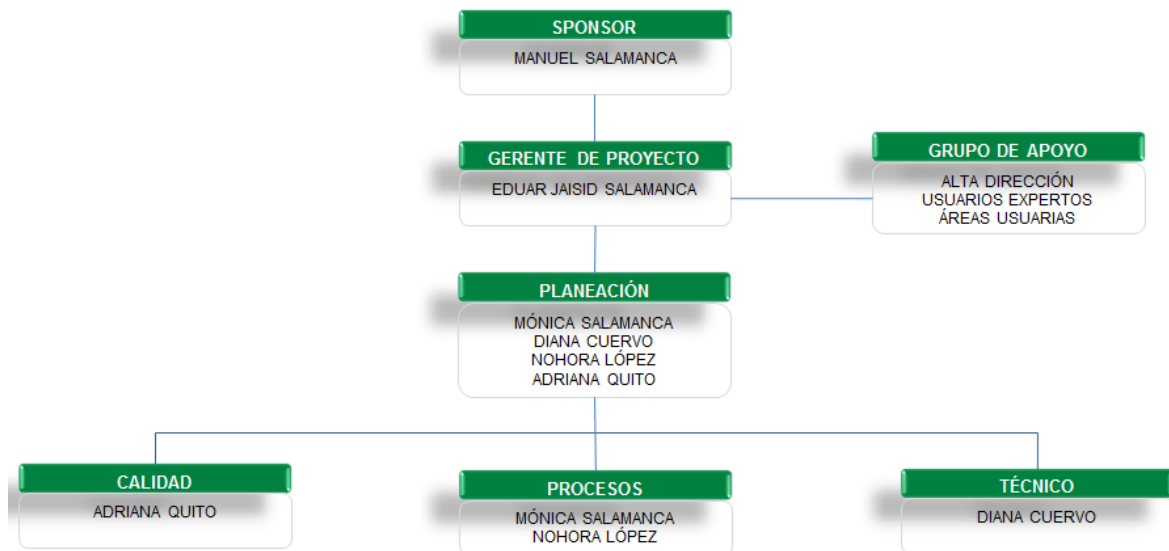 SPONSOR
MANUEL SALAMANCA
GERENTE DE PROYECTO
EDUAR JAISID SALAMANCA
GRUPO DE APOYO
ALTA DIRECCIÓN
USUARIOS EXPERTOS
ÁREAS USUARIAS
PLANEACIÓN
MÓNICA SALAMANCA
DIANA CUERVO
NOHORA LÓPEZ
ADRIANA QUITO
CALIDAD
ADRIANA QUITO
PROCESOS
MÓNICA SALAMANCA
NOHORA LÓPEZ
TÉCNICO
DIANA CUERVO